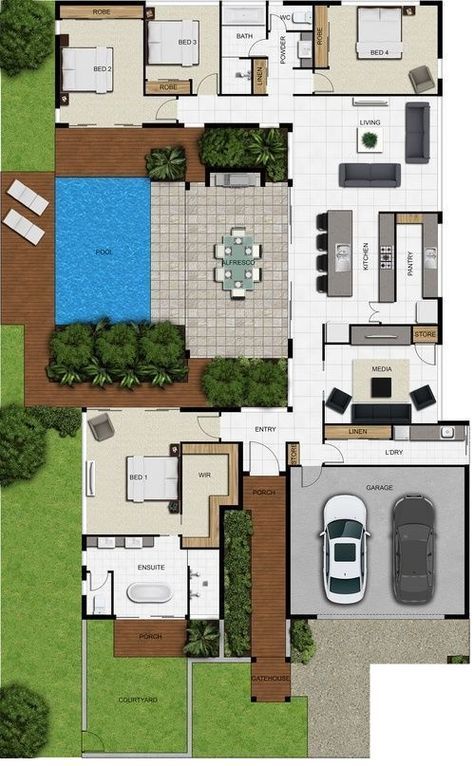 ROBE
BED 2
BED 3
ROBE
BATH
LINEN
WC
POWDER
ROBE
BED 4
LIVING
POOL
ALFRESCO
KITCHEN
PANTRY
STORE
MEDIA
ENTRY
LINEN
L'DRY
STORE
BED 1
WIR
PORCH
GARAGE
ENSUITE
PORCH
COURTYARD
GATEHOUSE